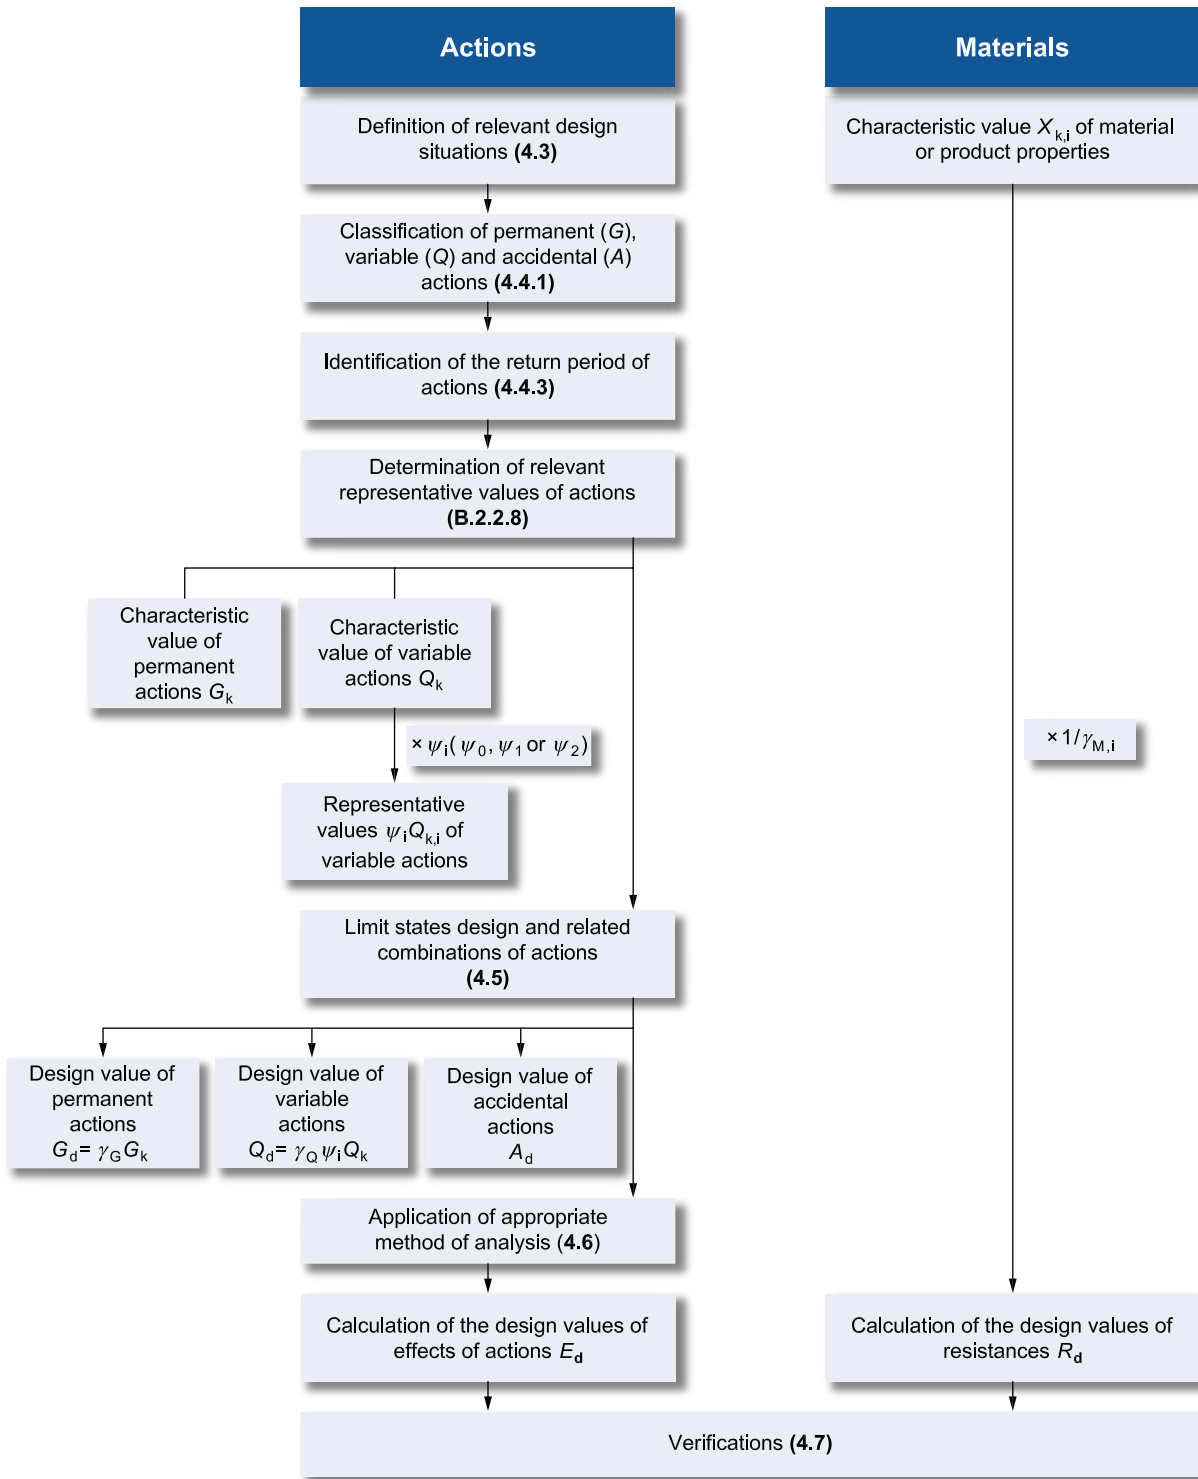 Actions
Materials
Definition of relevant design
situations (4.3)
Characteristic value Xk,i of material
or product properties
Classification of permanent (G),
variable (Q) and accidental (A)
actions (4.4.1)
Identification of the return period of
actions (4.4.3)
Determination of relevant
representative values of actions
(B.2.2.8)
Characteristic
value of
permanent
actions Gk
Characteristic
value of variable
actions Qk
× ψi( ψ0, ψ1 or ψ2)
× 1/γM,i
Representative
values ψiQk,i of
variable actions
Limit states design and related
combinations of actions
(4.5)
Design value of
permanent
actions
Gd= γGGk
Design value of
variable
actions
Qd= γQ ψiQk
Design value of
accidental
actions
Ad
Application of appropriate
method of analysis (4.6)
Calculation of the design values of
effects of actions Ed
Calculation of the design values of
resistances Rd
Verifications (4.7)